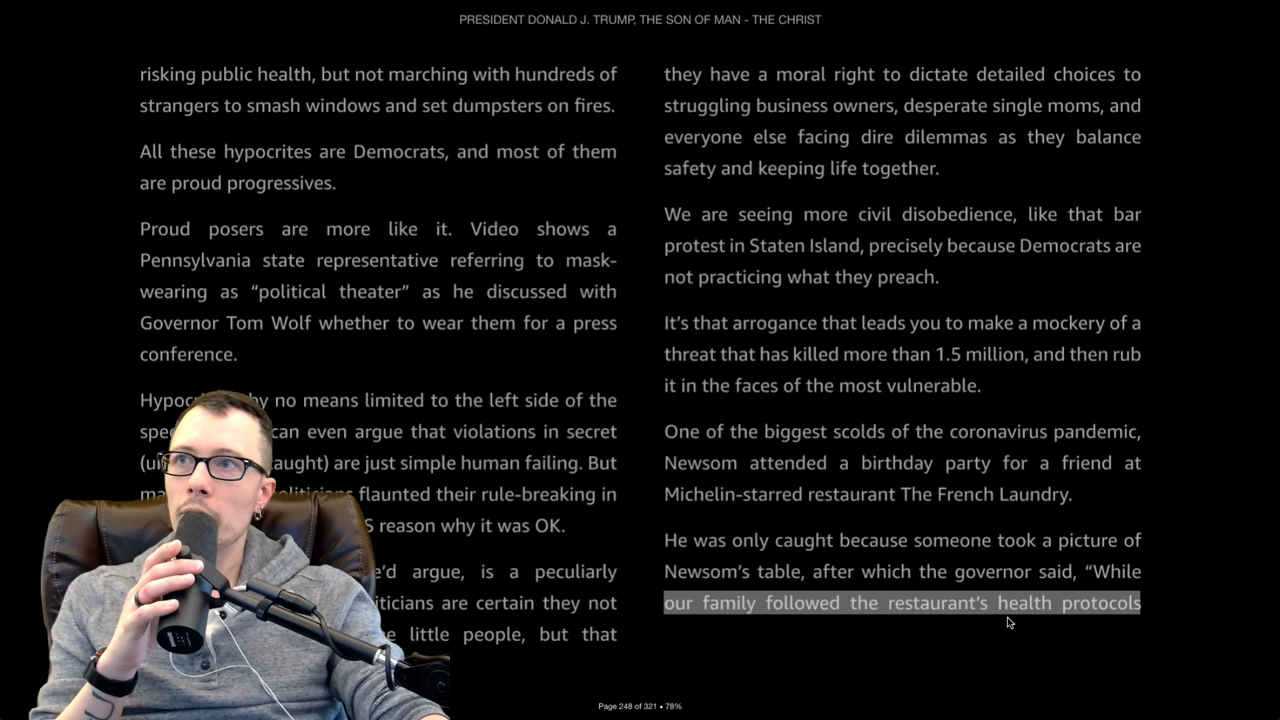 PRESIDENT DONALD J. TRUMP, THE SON OF MAN - THE CHRIST
risking public health, but not marching with hundreds of
strangers to smash windows and set dumpsters on fires.
All these hypocrites are Democrats, and most of them
are proud progressives.
Proud posers are more like it. Video shows a
Pennsylvania state representative referring to mask-
wearing as “political theater” as he discussed with
Governor Tom Wolf whether to wear them for a press
conference.
by no means limited to the left side of the
can even argue that violations in secret
are just simple human failing. But
flaunted their rule-breaking in
reason why it was OK.
argue, is a peculiarly
are certain they not
little people, but that
they have a moral right to dictate detailed choices to
struggling business owners, desperate single moms, and
everyone else facing dire dilemmas as they balance
safety and keeping life together.
We are seeing more civil disobedience, like that bar
protest in Staten Island, precisely because Democrats are
not practicing what they preach.
It’s that arrogance that leads you to make a mockery of a
threat that has killed more than 1.5 million, and then rub
it in the faces of the most vulnerable.
One of the biggest scolds of the coronavirus pandemic,
Newsom attended a birthday party for a friend at
Michelin-starred restaurant The French Laundry.
He was only caught because someone took a picture of
Newsom’s table, after which the governor said, “While
our family followed the restaurant’s health protocols
Page 248 of 321 • 78%